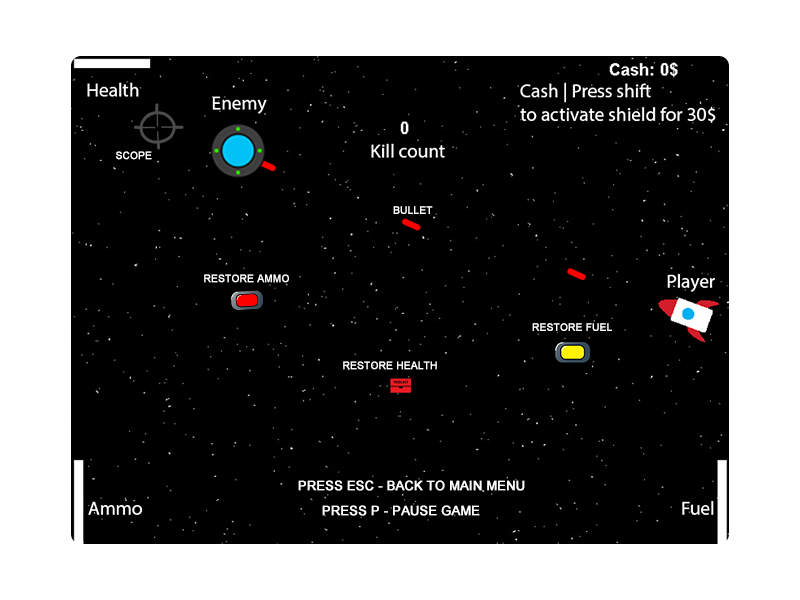 Cash: 0$
Health
Cash | Press shift
to activate shield for 30$
Enemy
0
Kill count
SCOPE
BULLET
RESTORE AMMO
Player
RESTORE FUEL
RESTORE HEALTH
PRESS ESC - BACK TO MAIN MENU
PRESS P - PAUSE GAME
Ammo
Fuel